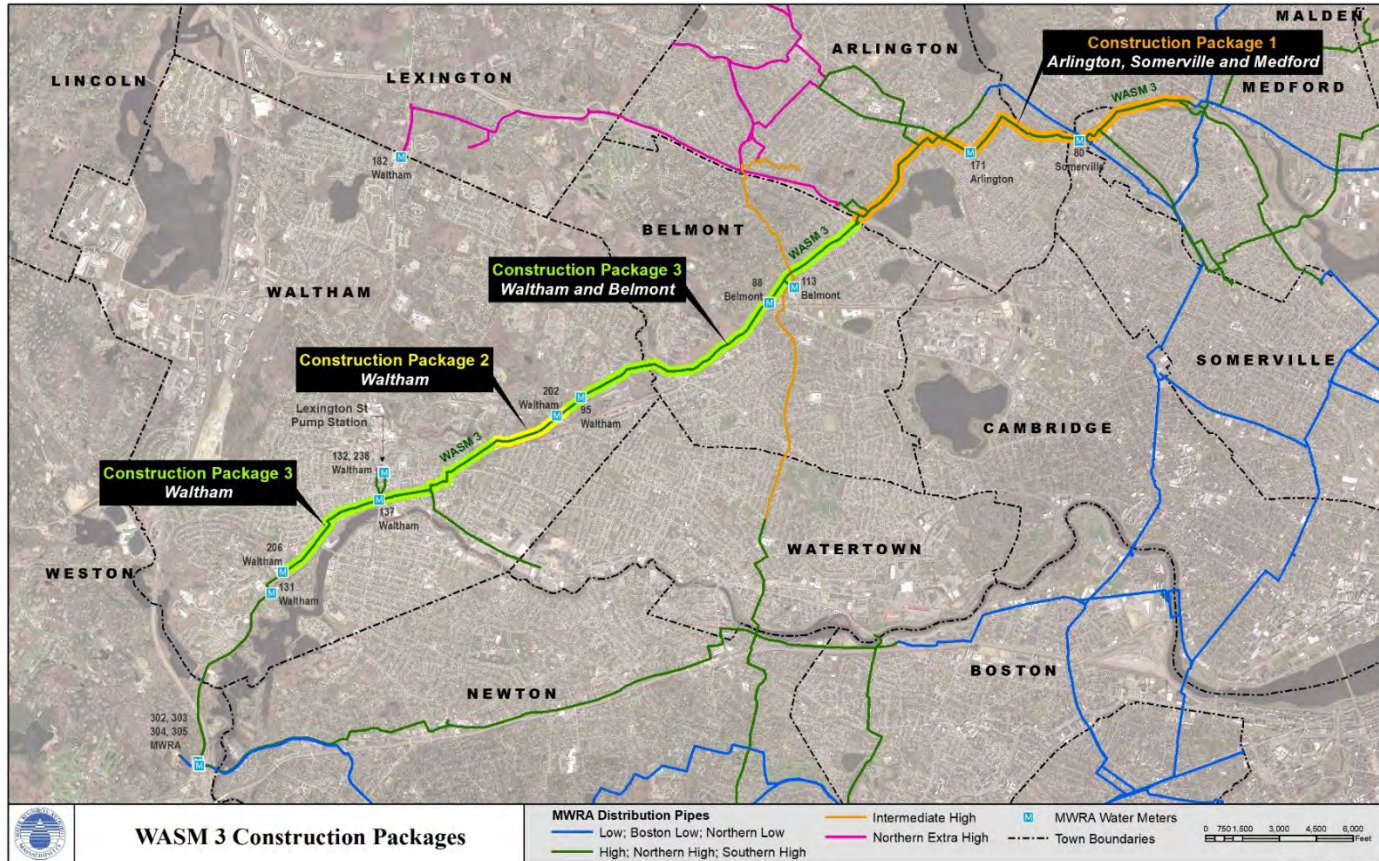 MALDEN
ARLINGTON
Construction Package 1
Arlington, Somerville and Medford
LINCOLN
LEXINGTON
WASM 3
MEDFORD
182
Waltham
171
Arlington
80
Somerville
BELMONT
WASM 3
Construction Package 3
Waltham and Belmont
88
Belmont
113
Belmont
WALTHAM
Construction Package 2
Waltham
SOMERVILLE
202
Waltham
95
Waltham
Lexington St
Pump Station
CAMBRIDGE
WASM 3
132, 238
Waltham
Construction Package 3
Waltham
137
Waltham
206
Waltham
WATERTOWN
WESTON
131
Waltham
BOSTON
NEWTON
302, 303
304, 305
MWRA
WASM 3 Construction Packages
MWRA Distribution Pipes
Low; Boston Low; Northern Low
High; Northern High; Southern High
Intermediate High
Northern Extra High
M MWRA Water Meters
Town Boundaries
0 750 1,500 3,000 4,500 6,000
Feet